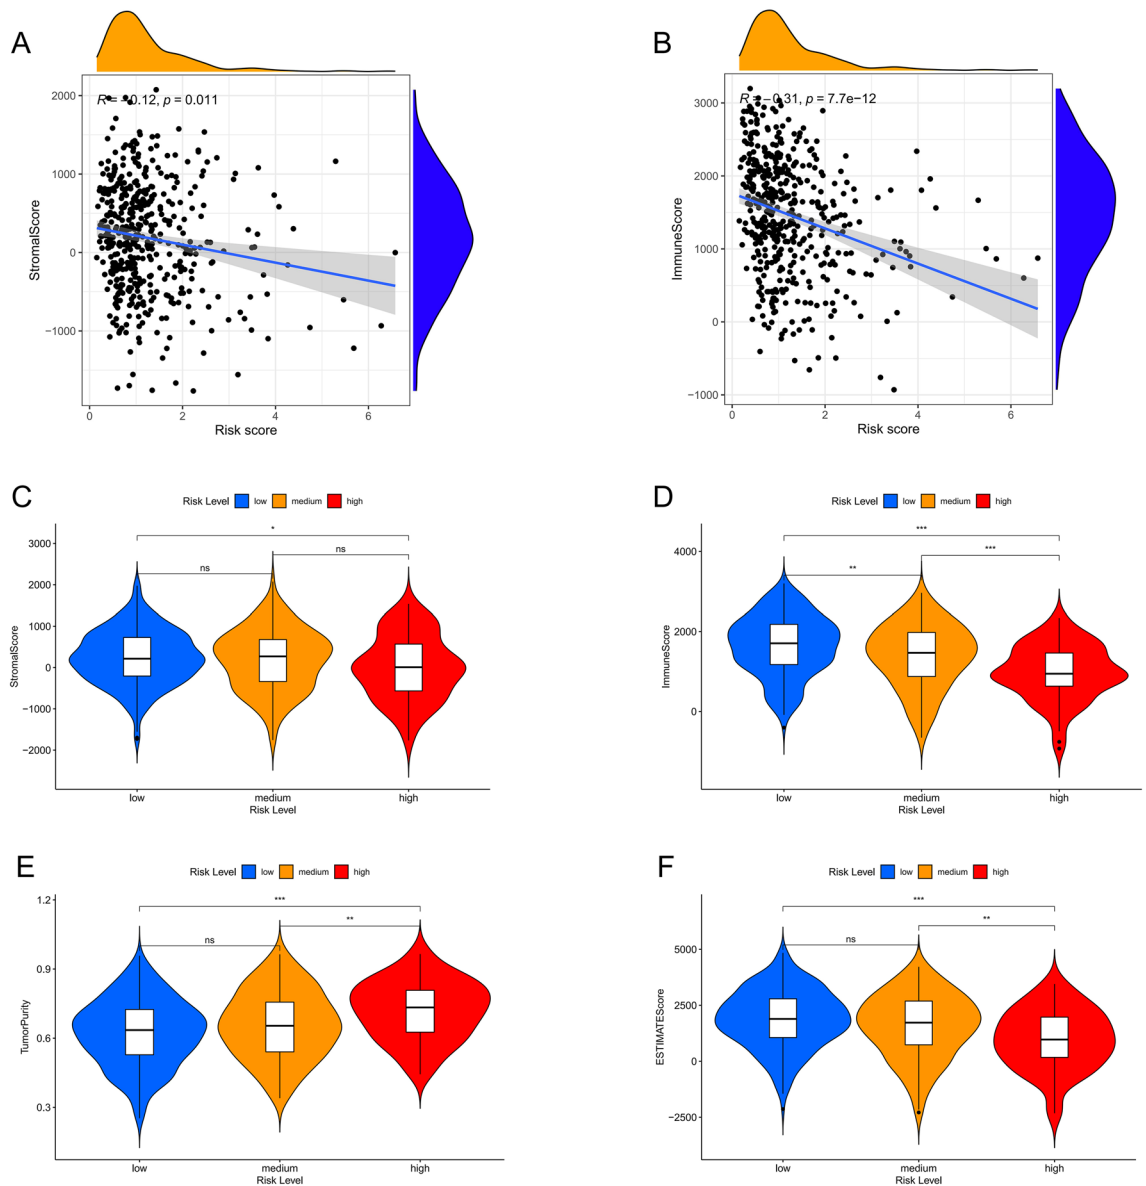 A
R = −0.12, p = 0.011
2000
1000
0
−1000
StromalScore
0 2 4 6
Risk score
B
R = −0.31, p = 7.7e−12
3000
2000
1000
0
−1000
ImmuneScore
0 2 4 6
Risk score
C
Risk Level low medium high
*
ns
ns
3000
2000
1000
0
−1000
−2000
StromalScore
low medium high
Risk Level
D
Risk Level low medium high
***
***
**
4000
2000
0
ImmuneScore
low medium high
Risk Level
E
Risk Level low medium high
***
**
ns
1.2
0.9
0.6
0.3
TumorPurity
low medium high
Risk Level
F
Risk Level low medium high
***
**
ns
5000
2500
0
−2500
ESTIMATEScore
low medium high
Risk Level